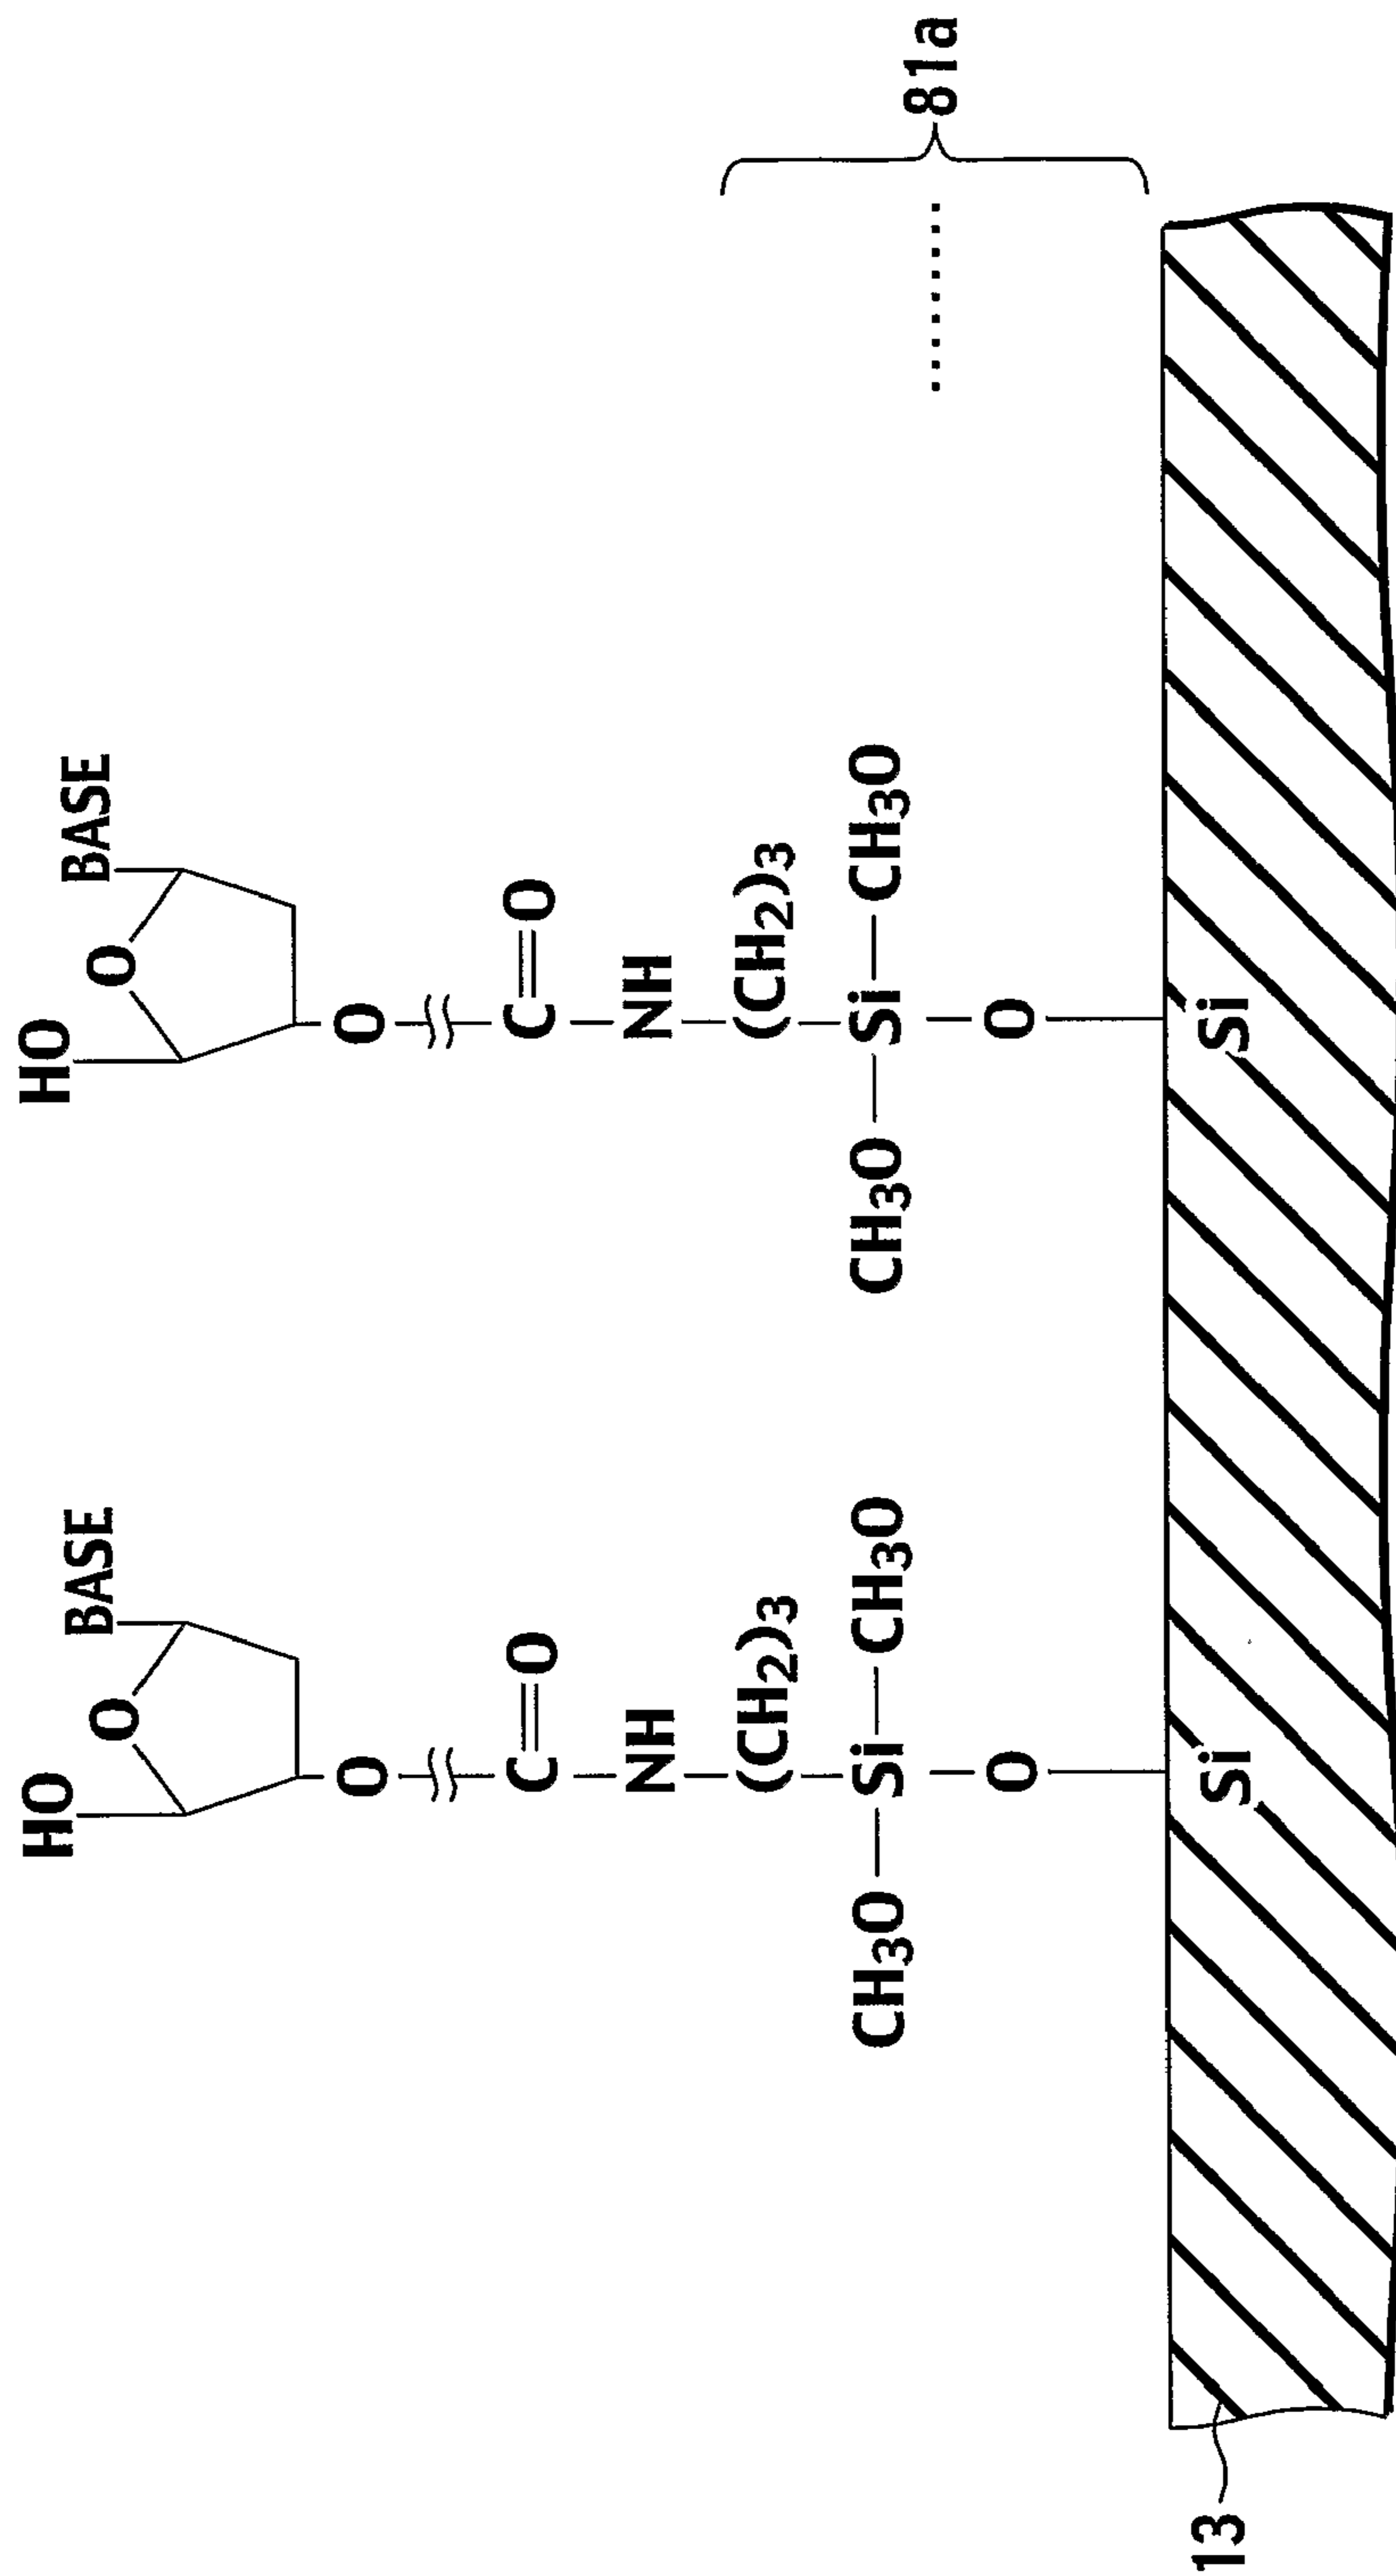 HO BASE HO BASE
O O
O O
C=O C=O
NH NH
(CH2)3 (CH2)3 81a
CH3O—Si—CH3O CH3O—Si—CH3O ·········
O O
Si Si
13